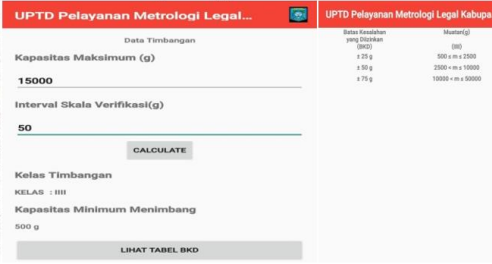 UPTD Pelayanan Metrologi Legal...
Data Timbangan
Kapasitas Maksimum (g)
15000
Interval Skala Verifikasi(g)
50
CALCULATE
Kelas Timbangan
KELAS : IIII
Kapasitas Minimum Menimbang
500 g
LIHAT TABEL BKD
UPTD Pelayanan Metrologi Legal Kabupa
Batas Kesalahan yang Diizinkan (BKD)
Muatan(g) (IIII)
± 25 g 500 ≤ m ≤ 2500
± 50 g 2500 < m ≤ 10000
± 75 g 10000 < m ≤ 50000